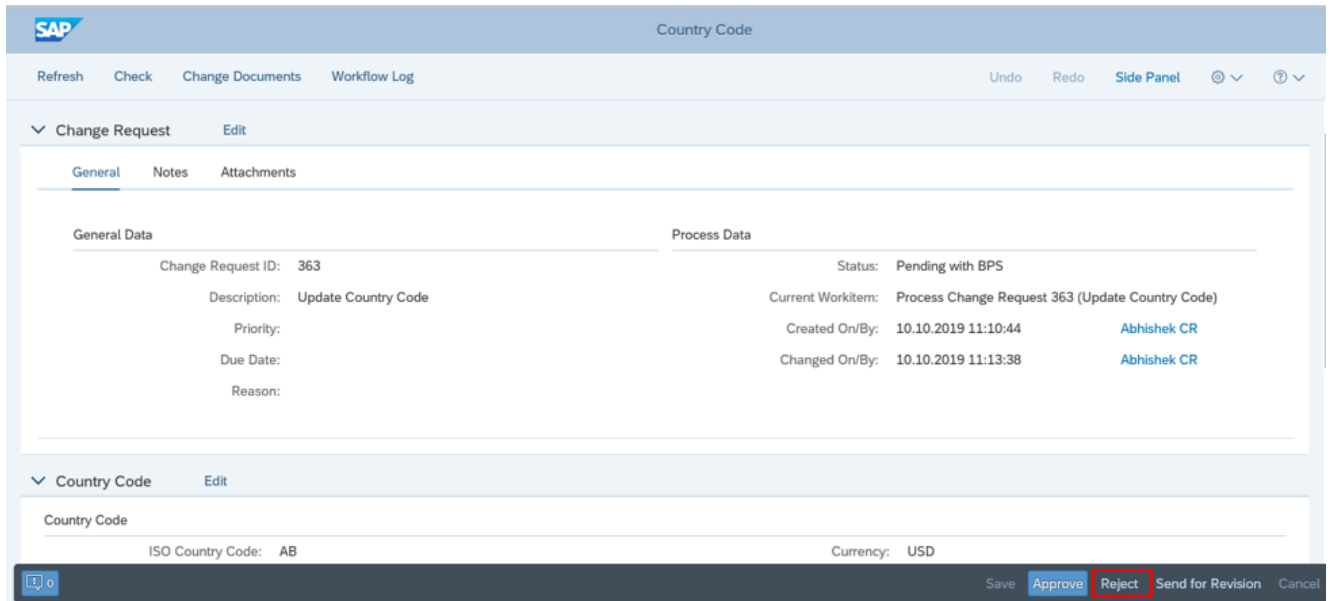 SAP
Country Code
Refresh Check Change Documents Workflow Log Undo Redo Side Panel
Change Request Edit
General Notes Attachments
General Data Process Data
Change Request ID: 363 Status: Pending with BPS
Description: Update Country Code Current Workitem: Process Change Request 363 (Update Country Code)
Priority: Created On/By: 10.10.2019 11:10:44 Abhishek CR
Due Date: Changed On/By: 10.10.2019 11:13:38 Abhishek CR
Reason:
Country Code Edit
Country Code
ISO Country Code: AB Currency: USD
0 Save Approve Reject Send for Revision Cancel